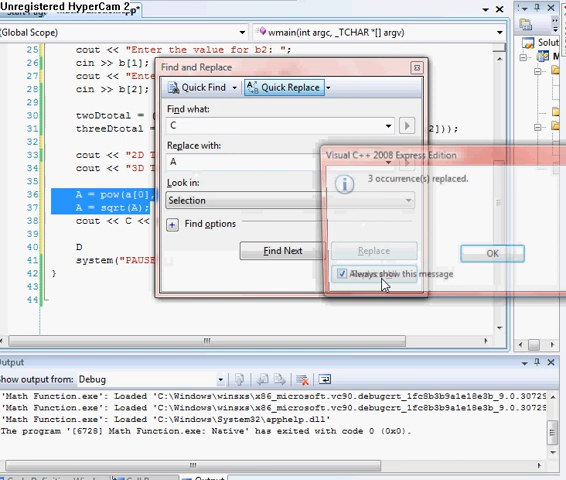 Unregistered HyperCam 2
(Global Scope)
wmain(int argc, _TCHAR *[] argv)
25 cout << "Enter the value for b2: ";
26 cin >> b[1];
27 cout << "Ente
28 cin >> b[2];
29
30 twoDtotal = (
31 threeDtotal = 2]));
32
33 cout << "2D T
34 cout << "3D T
35
36 A = pow(a[0],
37 A = sqrt(A);
38 cout << C <<
39
40 D
41 system("PAUSE
42 }
43
44
Find and Replace
Quick Find
Quick Replace
Find what:
C
Replace with:
A
Look in:
Selection
Find options
Find Next
Replace
Visual C++ 2008 Express Edition
3 occurrence(s) replaced.
OK
Always show this message
Solut
Output
Show output from:
Debug
'Math Function.exe': Loaded 'C:\Windows\winsxs\x86_microsoft.vc90.debugcrt_1fc8b3b9a1e18e3b_9.0.30729
'Math Function.exe': Loaded 'C:\Windows\winsxs\x86_microsoft.vc90.debugcrt_1fc8b3b9a1e18e3b_9.0.30729
'Math Function.exe': Loaded 'C:\Windows\System32\apphelp.dll'
The program '[6728] Math Function.exe: Native' has exited with code 0 (0x0).
Output